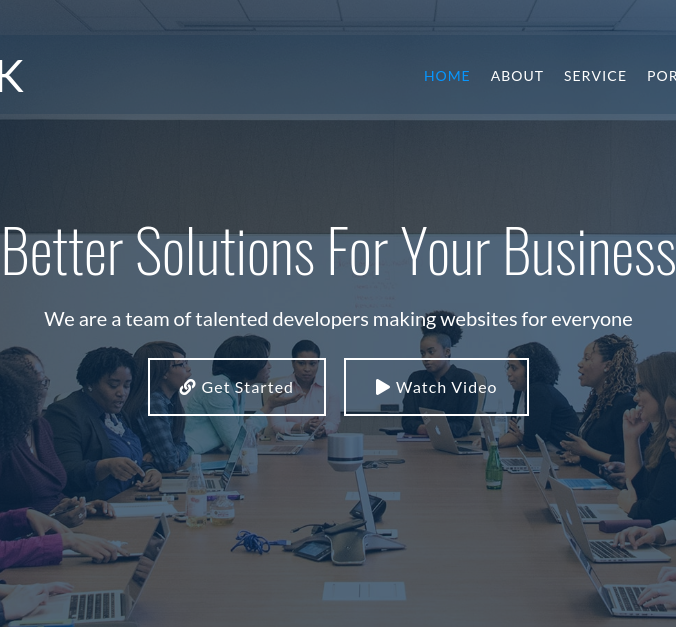 K
HOME ABOUT SERVICE POR
Better Solutions For Your Business
We are a team of talented developers making websites for everyone
Get Started Watch Video